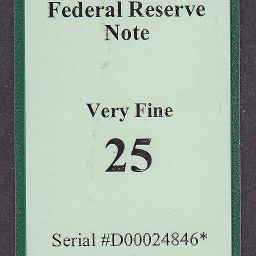 Federal Reserve
Note
Very Fine
25
Serial #D00024846*